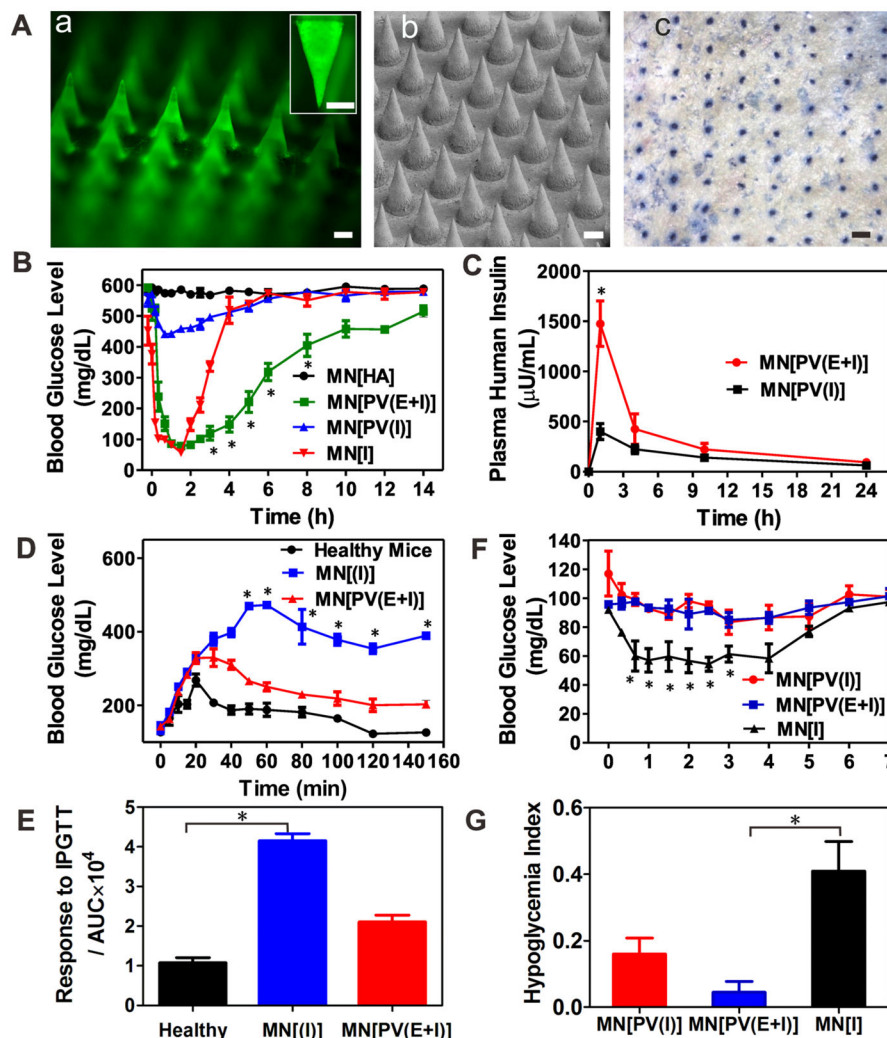 A
a
b
c
B
Blood Glucose Level
(mg/dL)
600
500
400
300
200
100
0
MN[HA]
MN[PV(E+I)]
MN[PV(I)]
MN[I]
*
*
*
*
*
0 2 4 6 8 10 12 14
Time (h)
C
Plasma Human Insulin
(μU/mL)
2000
1500
1000
500
0
*
MN[PV(E+I)]
MN[PV(I)]
0 3 6 9 12 15 18 21 24
Time (h)
D
Blood Glucose Level
(mg/dL)
600
400
200
Healthy Mice
MN[(I)]
MN[PV(E+I)]
* * * * * *
0 20 40 60 80 100 120 140 160
Time (min)
F
Blood Glucose Level
(mg/dL)
140
120
100
80
60
40
20
0
MN[PV(I)]
MN[PV(E+I)]
MN[I]
* * * * * *
0 1 2 3 4 5 6 7
E
Response to IPGTT
/ AUC×10⁴
5
4
3
2
1
*
Healthy MN[(I)] MN[PV(E+I)]
G
Hypoglycemia Index
0.6
0.4
0.2
0.0
*
MN[PV(I)] MN[PV(E+I)] MN[I]